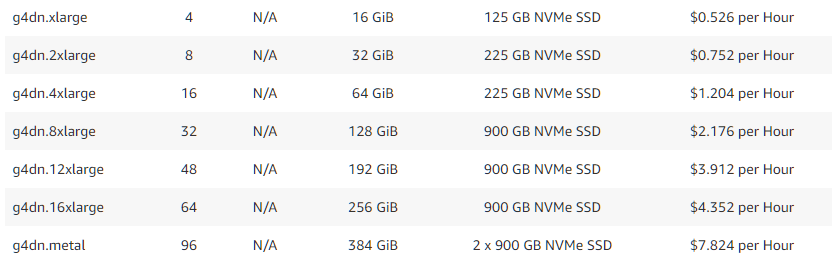 g4dn.xlarge 4 N/A 16 GiB 125 GB NVMe SSD $0.526 per Hour
g4dn.2xlarge 8 N/A 32 GiB 225 GB NVMe SSD $0.752 per Hour
g4dn.4xlarge 16 N/A 64 GiB 225 GB NVMe SSD $1.204 per Hour
g4dn.8xlarge 32 N/A 128 GiB 900 GB NVMe SSD $2.176 per Hour
g4dn.12xlarge 48 N/A 192 GiB 900 GB NVMe SSD $3.912 per Hour
g4dn.16xlarge 64 N/A 256 GiB 900 GB NVMe SSD $4.352 per Hour
g4dn.metal 96 N/A 384 GiB 2 x 900 GB NVMe SSD $7.824 per Hour